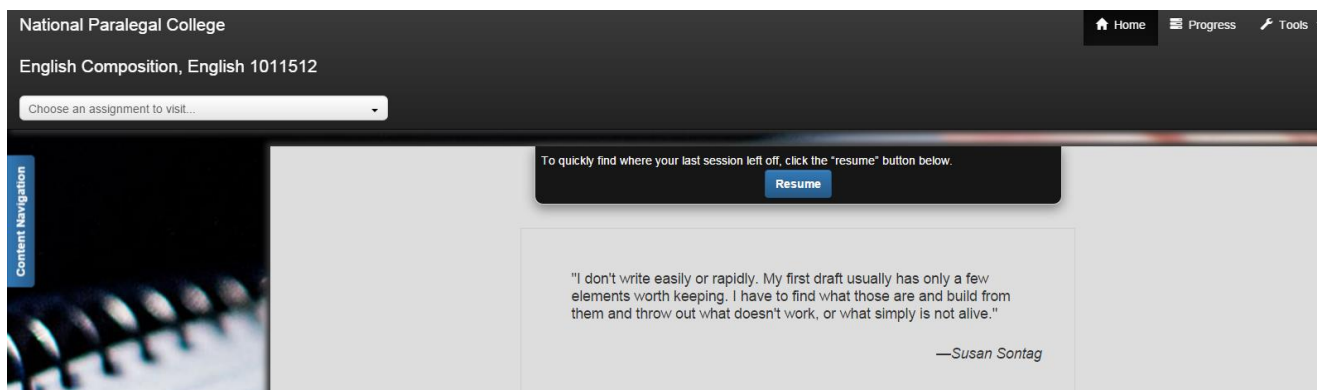 National Paralegal College
Home Progress Tools
English Composition, English 1011512
Choose an assignment to visit...
Content Navigation
To quickly find where your last session left off, click the "resume" button below.
Resume
"I don't write easily or rapidly. My first draft usually has only a few
elements worth keeping. I have to find what those are and build from
them and throw out what doesn't work, or what simply is not alive."
—Susan Sontag